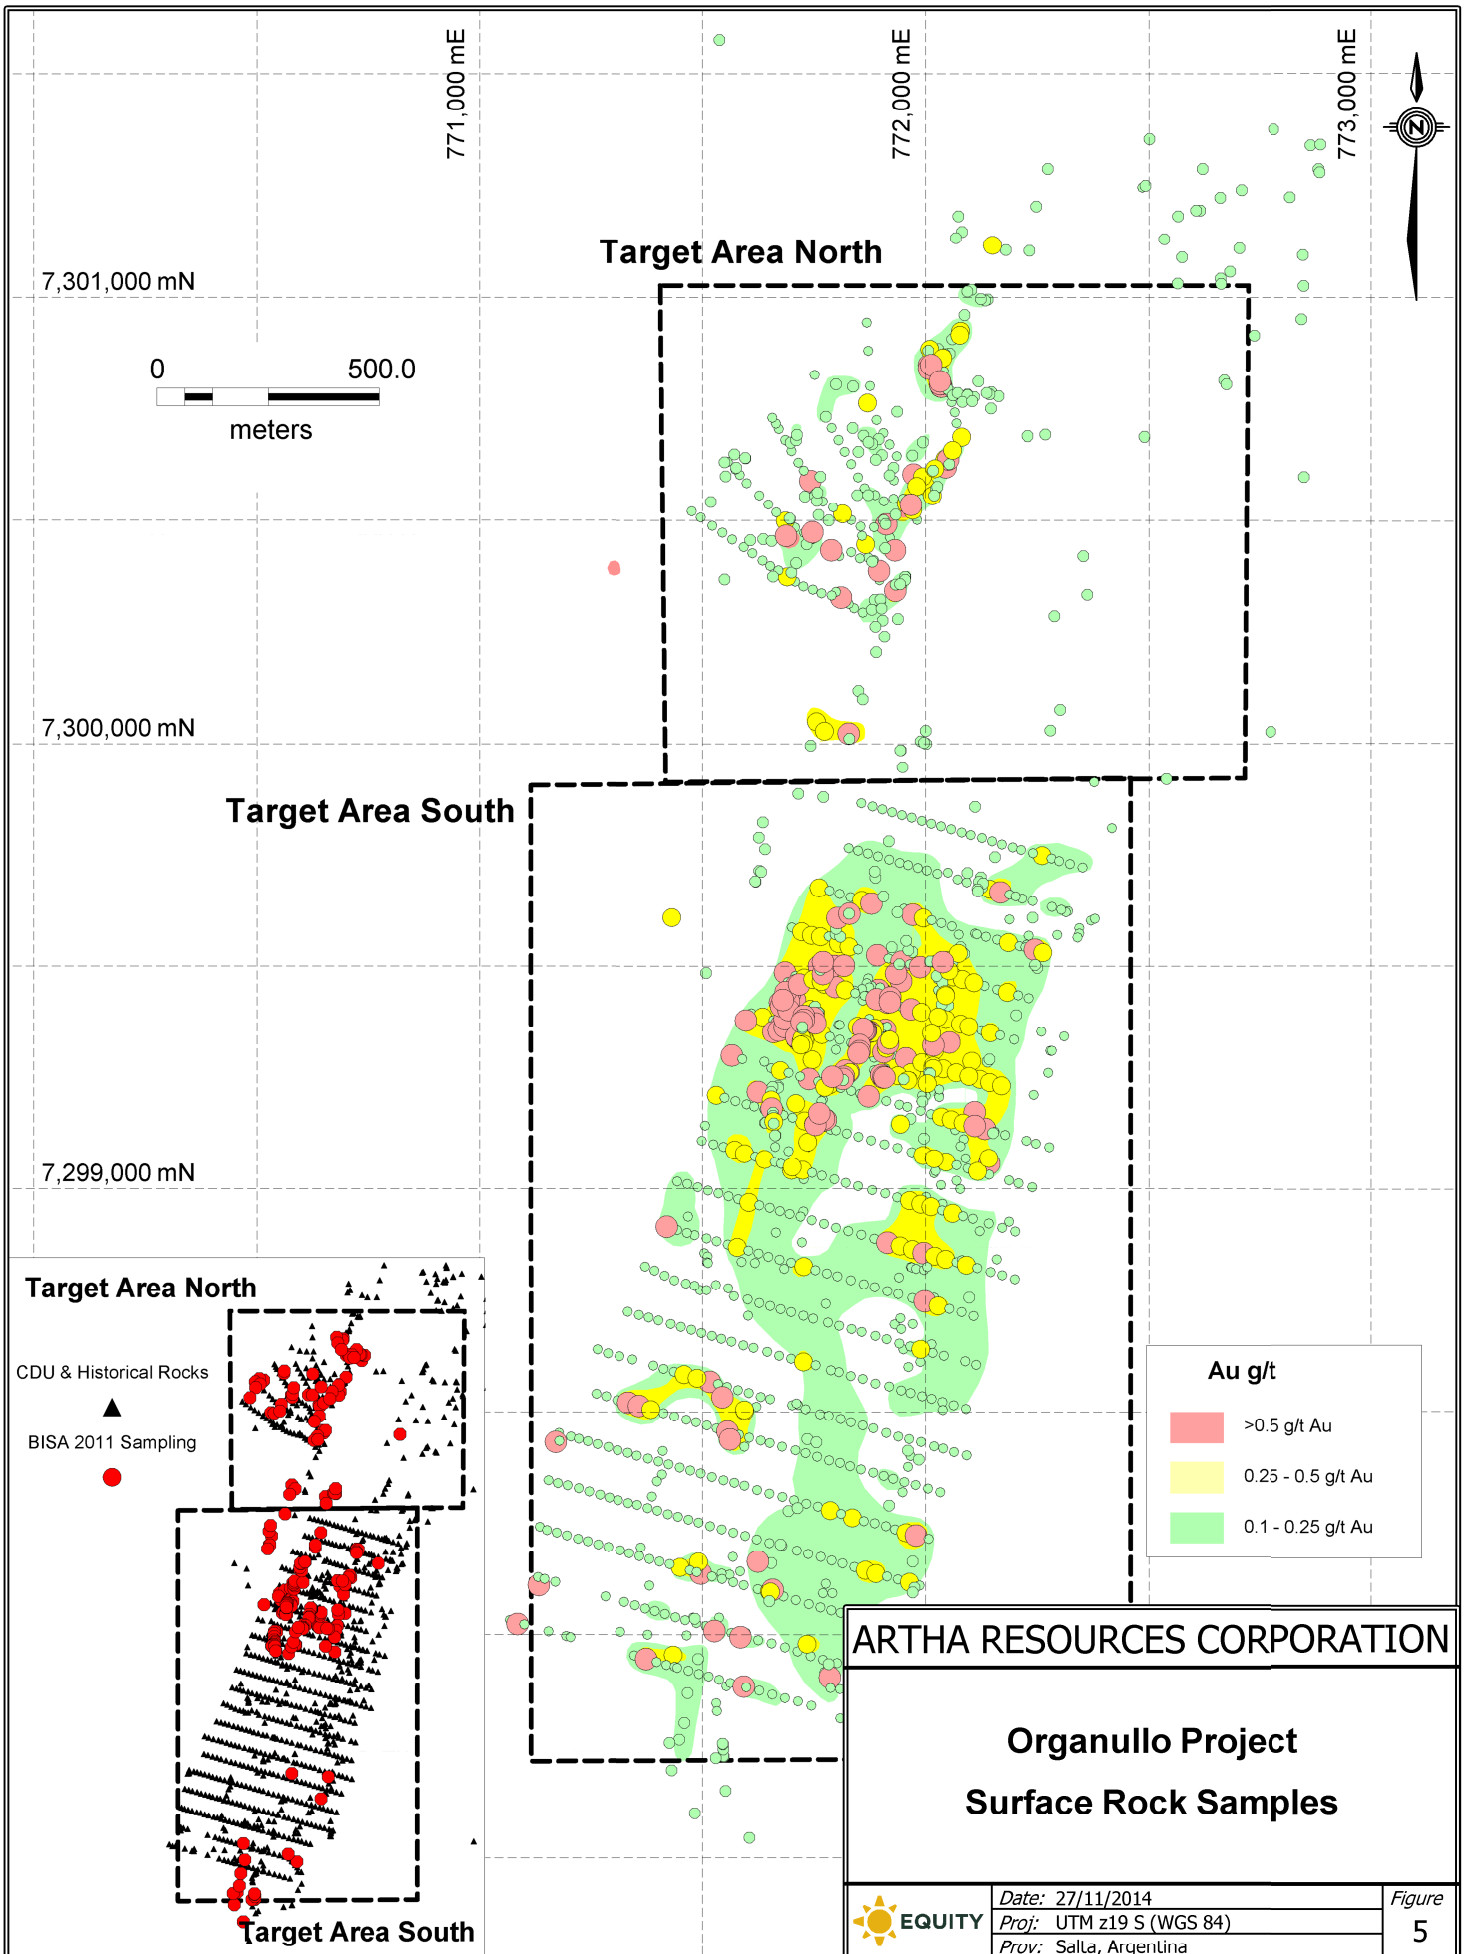 771,000 mE
772,000 mE
773,000 mE
N
Target Area North
7,301,000 mN
0 500.0
meters
7,300,000 mN
Target Area South
7,299,000 mN
Target Area North
CDU & Historical Rocks
BISA 2011 Sampling
Target Area South
Au g/t
>0.5 g/t Au
0.25 - 0.5 g/t Au
0.1 - 0.25 g/t Au
ARTHA RESOURCES CORPORATION
Organullo Project
Surface Rock Samples
EQUITY
Date: 27/11/2014
Proj: UTM z19 S (WGS 84)
Prov: Salta, Argentina
Figure
5